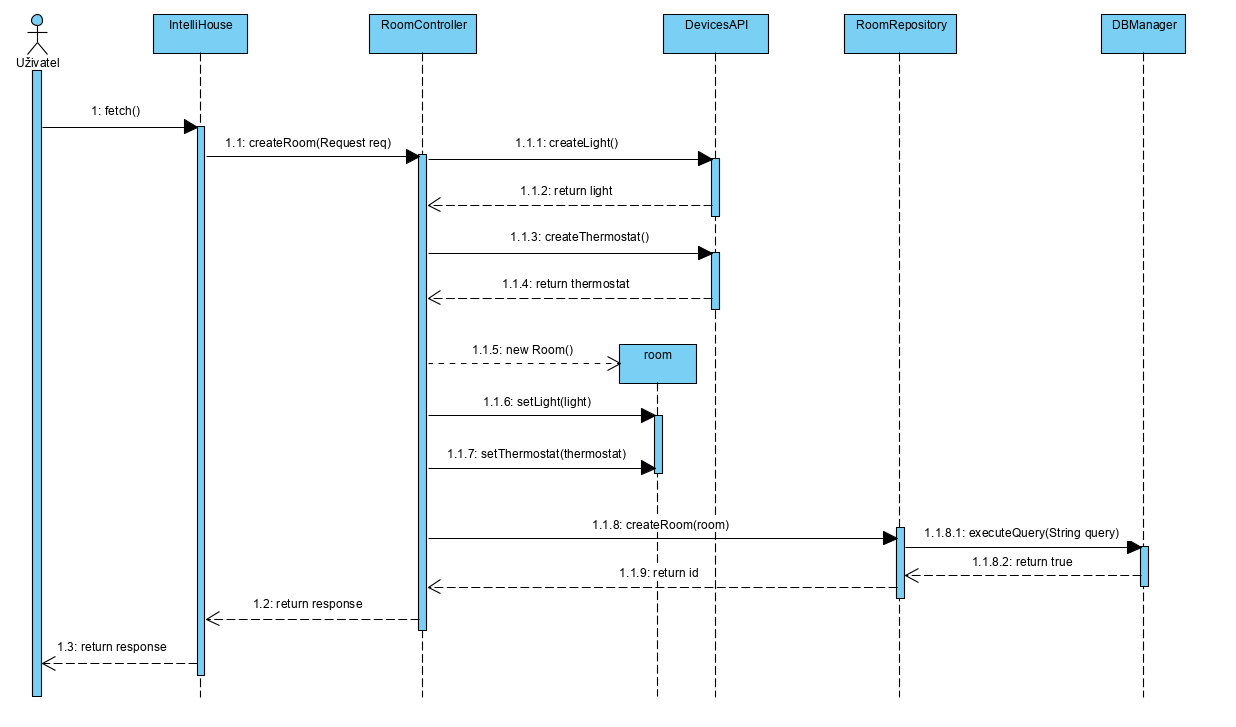 IntelliHouse
RoomController
DevicesAPI
RoomRepository
DBManager
Uživatel
1: fetch()
1.1: createRoom(Request req)
1.1.1: createLight()
1.1.2: return light
1.1.3: createThermostat()
1.1.4: return thermostat
1.1.5: new Room()
room
1.1.6: setLight(light)
1.1.7: setThermostat(thermostat)
1.1.8: createRoom(room)
1.1.8.1: executeQuery(String query)
1.1.8.2: return true
1.1.9: return id
1.2: return response
1.3: return response